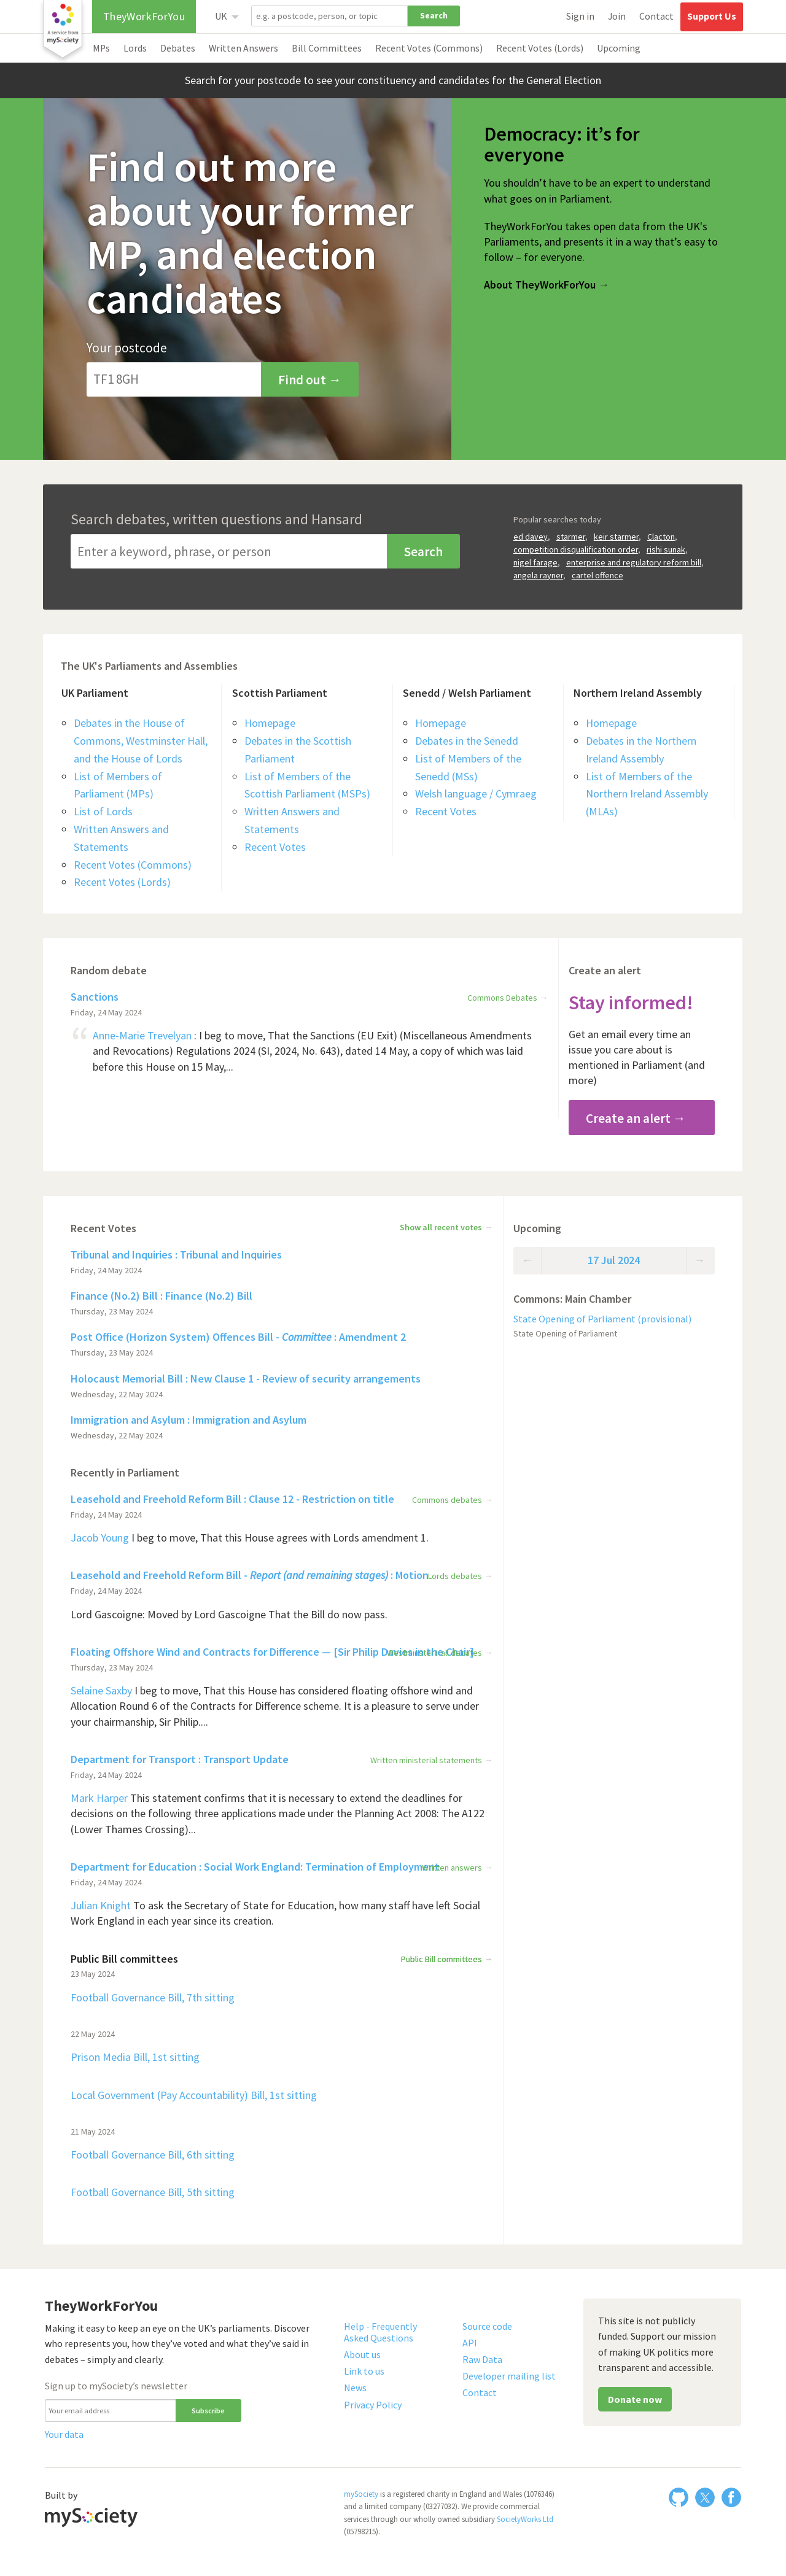 A service from
mySociety
TheyWorkForYou
UK
e.g. a postcode, person, or topic
Search
Sign in
Join
Contact
Support Us
MPs
Lords
Debates
Written Answers
Bill Committees
Recent Votes (Commons)
Recent Votes (Lords)
Upcoming
Search for your postcode to see your constituency and candidates for the General Election
Find out more
about your former
MP, and election
candidates
Your postcode
TF1 8GH
Find out →
Democracy: it’s for
everyone
You shouldn’t have to be an expert to understand
what goes on in Parliament.
TheyWorkForYou takes open data from the UK's
Parliaments, and presents it in a way that’s easy to
follow – for everyone.
About TheyWorkForYou →
Search debates, written questions and Hansard
Enter a keyword, phrase, or person
Search
Popular searches today
ed davey, starmer, keir starmer, Clacton,
competition disqualification order, rishi sunak,
nigel farage, enterprise and regulatory reform bill,
angela rayner, cartel offence
The UK's Parliaments and Assemblies
UK Parliament
Debates in the House of
Commons, Westminster Hall,
and the House of Lords
List of Members of
Parliament (MPs)
List of Lords
Written Answers and
Statements
Recent Votes (Commons)
Recent Votes (Lords)
Scottish Parliament
Homepage
Debates in the Scottish
Parliament
List of Members of the
Scottish Parliament (MSPs)
Written Answers and
Statements
Recent Votes
Senedd / Welsh Parliament
Homepage
Debates in the Senedd
List of Members of the
Senedd (MSs)
Welsh language / Cymraeg
Recent Votes
Northern Ireland Assembly
Homepage
Debates in the Northern
Ireland Assembly
List of Members of the
Northern Ireland Assembly
(MLAs)
Random debate
Sanctions
Commons Debates →
Friday, 24 May 2024
“ Anne-Marie Trevelyan : I beg to move, That the Sanctions (EU Exit) (Miscellaneous Amendments
and Revocations) Regulations 2024 (SI, 2024, No. 643), dated 14 May, a copy of which was laid
before this House on 15 May,...
Create an alert
Stay informed!
Get an email every time an
issue you care about is
mentioned in Parliament (and
more)
Create an alert →
Recent Votes
Show all recent votes →
Tribunal and Inquiries : Tribunal and Inquiries
Friday, 24 May 2024
Finance (No.2) Bill : Finance (No.2) Bill
Thursday, 23 May 2024
Post Office (Horizon System) Offences Bill - Committee : Amendment 2
Thursday, 23 May 2024
Holocaust Memorial Bill : New Clause 1 - Review of security arrangements
Wednesday, 22 May 2024
Immigration and Asylum : Immigration and Asylum
Wednesday, 22 May 2024
Upcoming
← 17 Jul 2024 →
Commons: Main Chamber
State Opening of Parliament (provisional)
State Opening of Parliament
Recently in Parliament
Leasehold and Freehold Reform Bill : Clause 12 - Restriction on title
Commons debates →
Friday, 24 May 2024
Jacob Young I beg to move, That this House agrees with Lords amendment 1.
Leasehold and Freehold Reform Bill - Report (and remaining stages) : Motion
Lords debates →
Friday, 24 May 2024
Lord Gascoigne: Moved by Lord Gascoigne That the Bill do now pass.
Floating Offshore Wind and Contracts for Difference — [Sir Philip Davies in the Chair]
Thursday, 23 May 2024
Selaine Saxby I beg to move, That this House has considered floating offshore wind and
Allocation Round 6 of the Contracts for Difference scheme. It is a pleasure to serve under
your chairmanship, Sir Philip....
Department for Transport : Transport Update
Written ministerial statements →
Friday, 24 May 2024
Mark Harper This statement confirms that it is necessary to extend the deadlines for
decisions on the following three applications made under the Planning Act 2008: The A122
(Lower Thames Crossing)...
Department for Education : Social Work England: Termination of Employment
Written answers →
Friday, 24 May 2024
Julian Knight To ask the Secretary of State for Education, how many staff have left Social
Work England in each year since its creation.
Public Bill committees
Public Bill committees →
23 May 2024
Football Governance Bill, 7th sitting
22 May 2024
Prison Media Bill, 1st sitting
Local Government (Pay Accountability) Bill, 1st sitting
21 May 2024
Football Governance Bill, 6th sitting
Football Governance Bill, 5th sitting
TheyWorkForYou
Making it easy to keep an eye on the UK’s parliaments. Discover
who represents you, how they’ve voted and what they’ve said in
debates – simply and clearly.
Sign up to mySociety’s newsletter
Your email address
Subscribe
Your data
Help - Frequently
Asked Questions
About us
Link to us
News
Privacy Policy
Source code
API
Raw Data
Developer mailing list
Contact
This site is not publicly
funded. Support our mission
of making UK politics more
transparent and accessible.
Donate now
Built by
mySociety
mySociety is a registered charity in England and Wales (1076346)
and a limited company (03277032). We provide commercial
services through our wholly owned subsidiary SocietyWorks Ltd
(05798215).